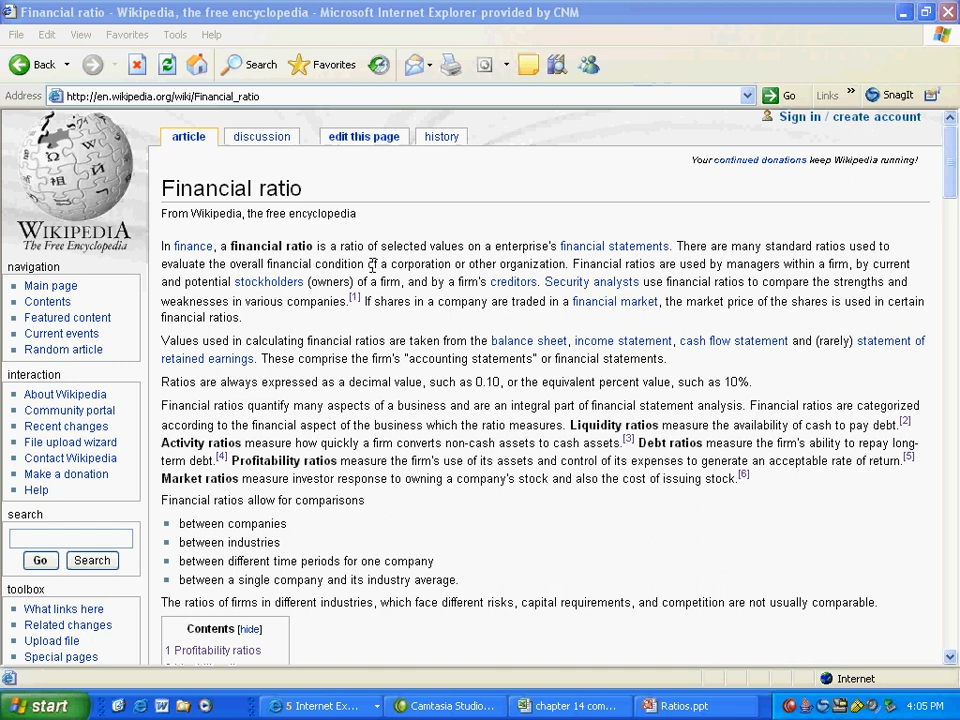 Financial ratio - Wikipedia, the free encyclopedia - Microsoft Internet Explorer provided by CNM
File Edit View Favorites Tools Help
Back Search Favorites
Address http://en.wikipedia.org/wiki/Financial_ratio Go Links » SnagIt
Sign in / create account
article discussion edit this page history
Your continued donations keep Wikipedia running!
Financial ratio
From Wikipedia, the free encyclopedia
In finance, a financial ratio is a ratio of selected values on a enterprise's financial statements. There are many standard ratios used to
evaluate the overall financial condition of a corporation or other organization. Financial ratios are used by managers within a firm, by current
and potential stockholders (owners) of a firm, and by a firm's creditors. Security analysts use financial ratios to compare the strengths and
weaknesses in various companies.[1] If shares in a company are traded in a financial market, the market price of the shares is used in certain
financial ratios.
Values used in calculating financial ratios are taken from the balance sheet, income statement, cash flow statement and (rarely) statement of
retained earnings. These comprise the firm's "accounting statements" or financial statements.
Ratios are always expressed as a decimal value, such as 0.10, or the equivalent percent value, such as 10%.
Financial ratios quantify many aspects of a business and are an integral part of financial statement analysis. Financial ratios are categorized
according to the financial aspect of the business which the ratio measures. Liquidity ratios measure the availability of cash to pay debt.[2]
Activity ratios measure how quickly a firm converts non-cash assets to cash assets.[3] Debt ratios measure the firm's ability to repay long-
term debt.[4] Profitability ratios measure the firm's use of its assets and control of its expenses to generate an acceptable rate of return.[5]
Market ratios measure investor response to owning a company's stock and also the cost of issuing stock.[6]
Financial ratios allow for comparisons
between companies
between industries
between different time periods for one company
between a single company and its industry average.
The ratios of firms in different industries, which face different risks, capital requirements, and competition are not usually comparable.
Contents [hide]
1 Profitability ratios
WIKIPEDIA
The Free Encyclopedia
navigation
Main page
Contents
Featured content
Current events
Random article
interaction
About Wikipedia
Community portal
Recent changes
File upload wizard
Contact Wikipedia
Make a donation
Help
search
Go Search
toolbox
What links here
Related changes
Upload file
Special pages
Internet
start 5 Internet Ex... Camtasia Studio... chapter 14 com... Ratios.ppt 4:05 PM